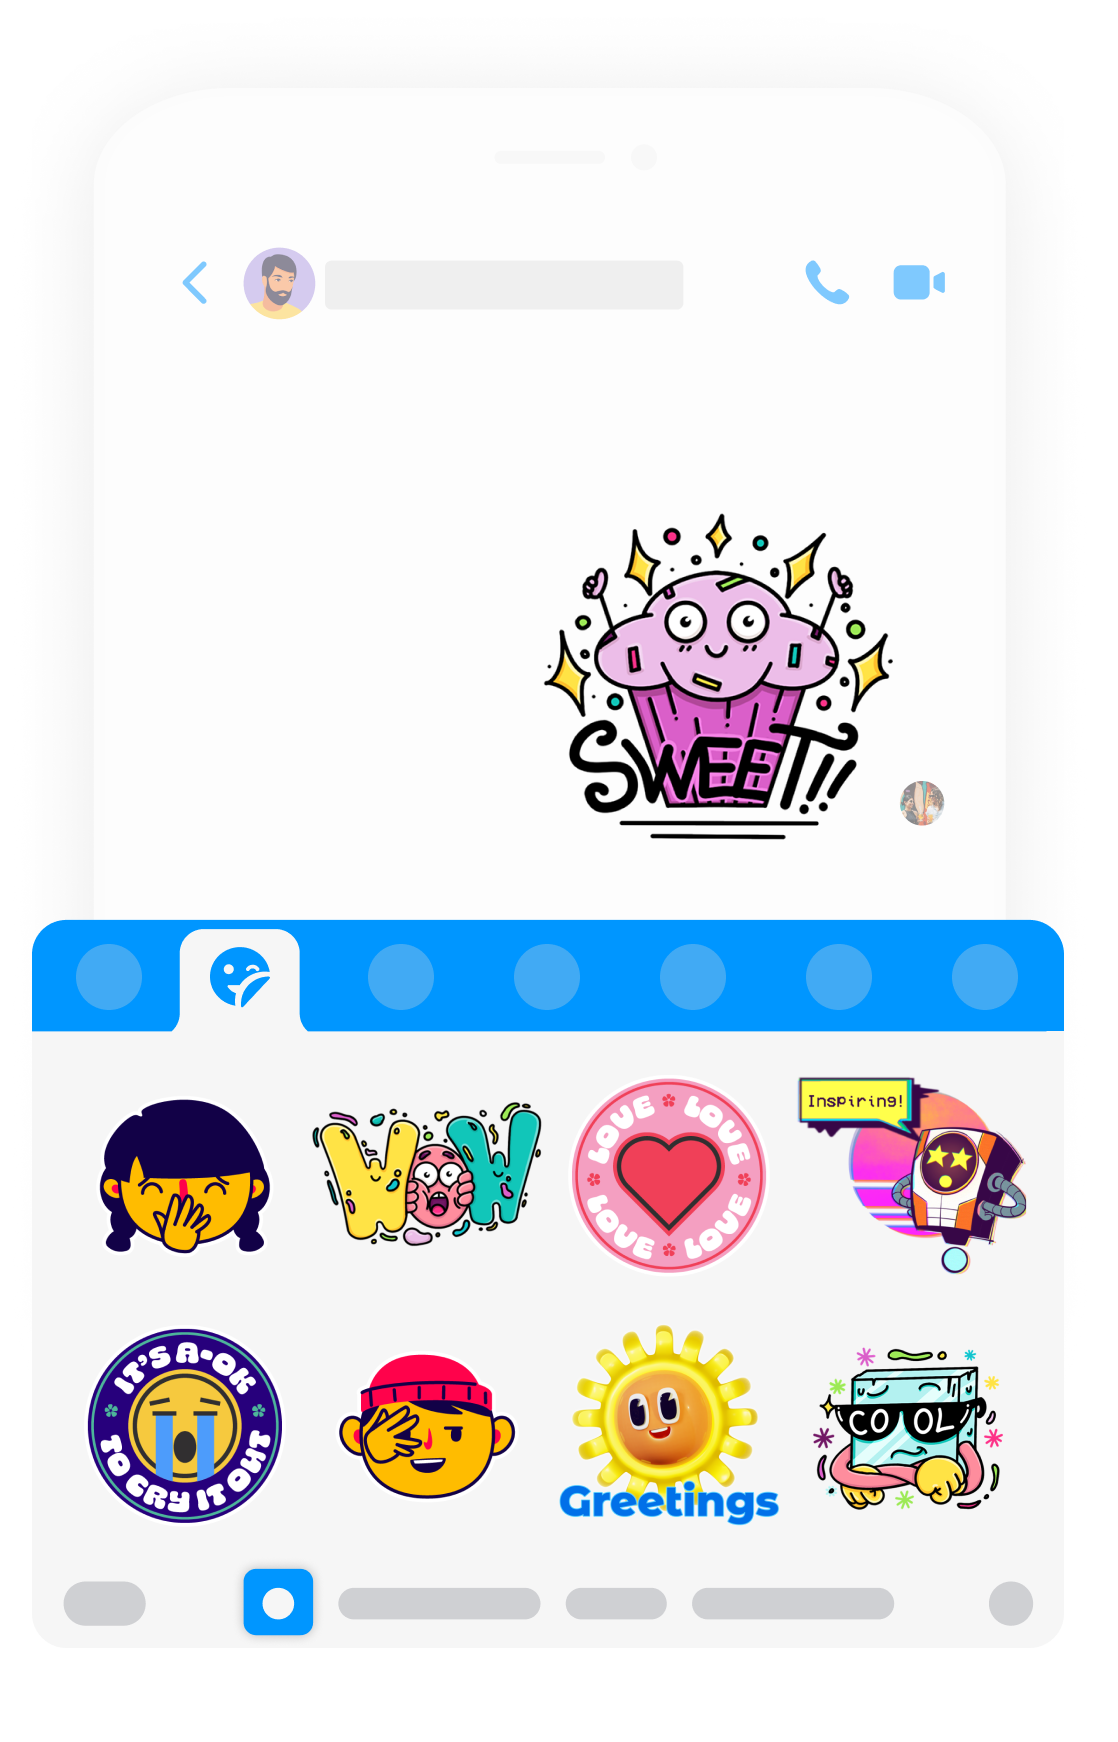 SWEET!!
WOW
LOVE LOVE LOVE LOVE
Inspiring!
IT'S A-OK
TO CRY IT OUT
Greetings
COOL